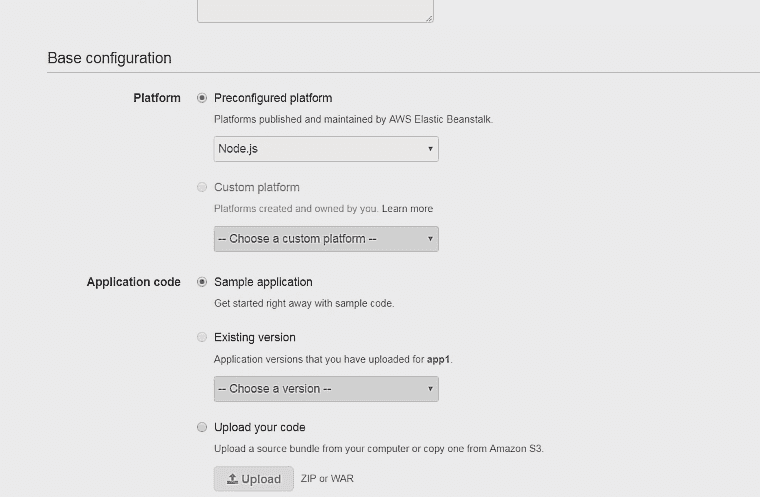 Base configuration
Platform
Preconfigured platform
Platforms published and maintained by AWS Elastic Beanstalk.
Node.js
Custom platform
Platforms created and owned by you. Learn more
-- Choose a custom platform --
Application code
Sample application
Get started right away with sample code.
Existing version
Application versions that you have uploaded for app1.
-- Choose a version --
Upload your code
Upload a source bundle from your computer or copy one from Amazon S3.
Upload ZIP or WAR